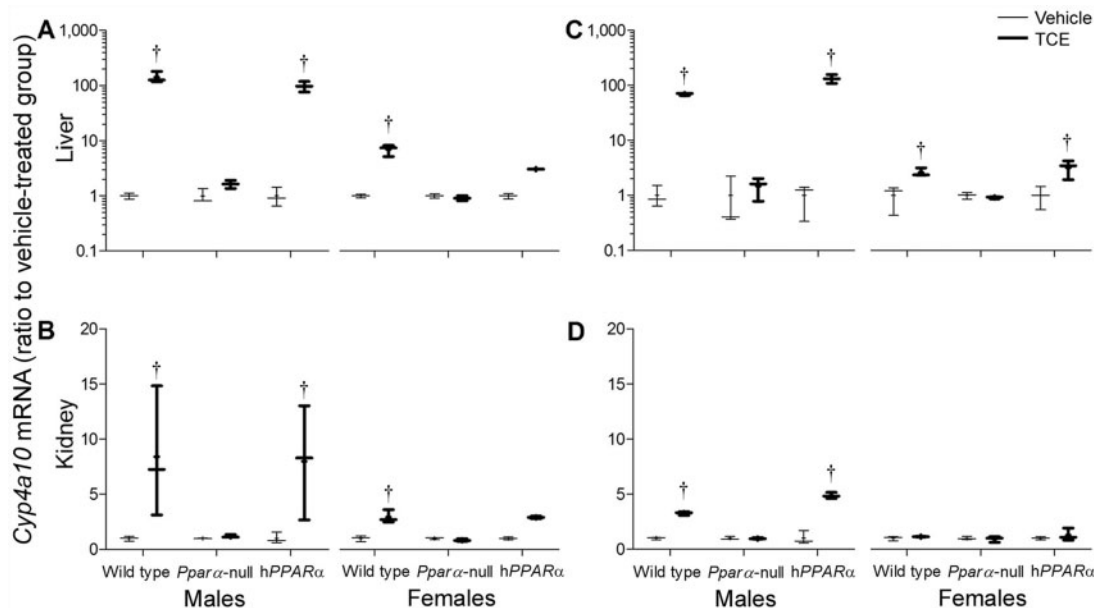 A
1,000
100
10
1
0.1
Liver
† † †
C
1,000
100
10
1
0.1
† † † †
Vehicle
TCE
Cyp4a10 mRNA (ratio to vehicle-treated group)
B
20
15
10
5
0
Kidney
† † †
Wild type Pparα-null hPPARα Wild type Pparα-null hPPARα
Males Females
D
20
15
10
5
0
† †
Wild type Pparα-null hPPARα Wild type Pparα-null hPPARα
Males Females